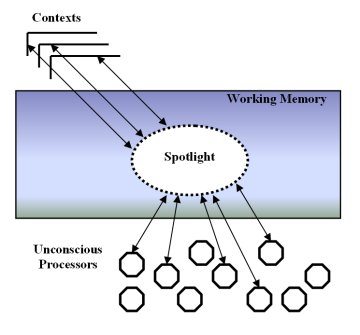 Contexts
Working Memory
Spotlight
Unconscious
Processors